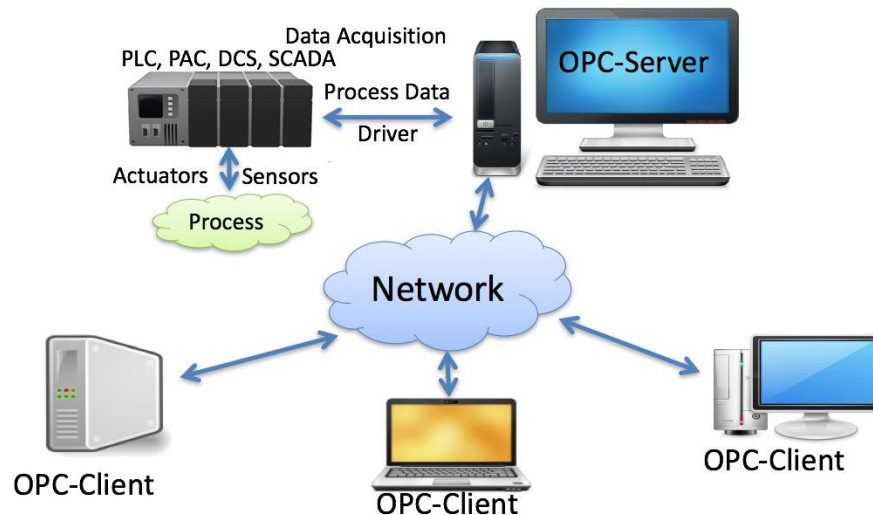 Data Acquisition
PLC, PAC, DCS, SCADA
OPC-Server
Process Data
Driver
Actuators
Sensors
Process
Network
OPC-Client
OPC-Client
OPC-Client